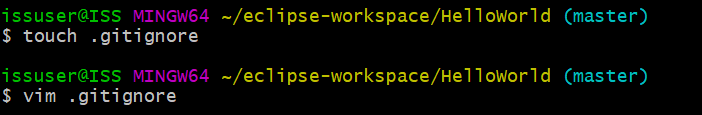 issuser@ISS MINGW64 ~/eclipse-workspace/HelloWorld (master)
$ touch .gitignore
issuser@ISS MINGW64 ~/eclipse-workspace/HelloWorld (master)
$ vim .gitignore